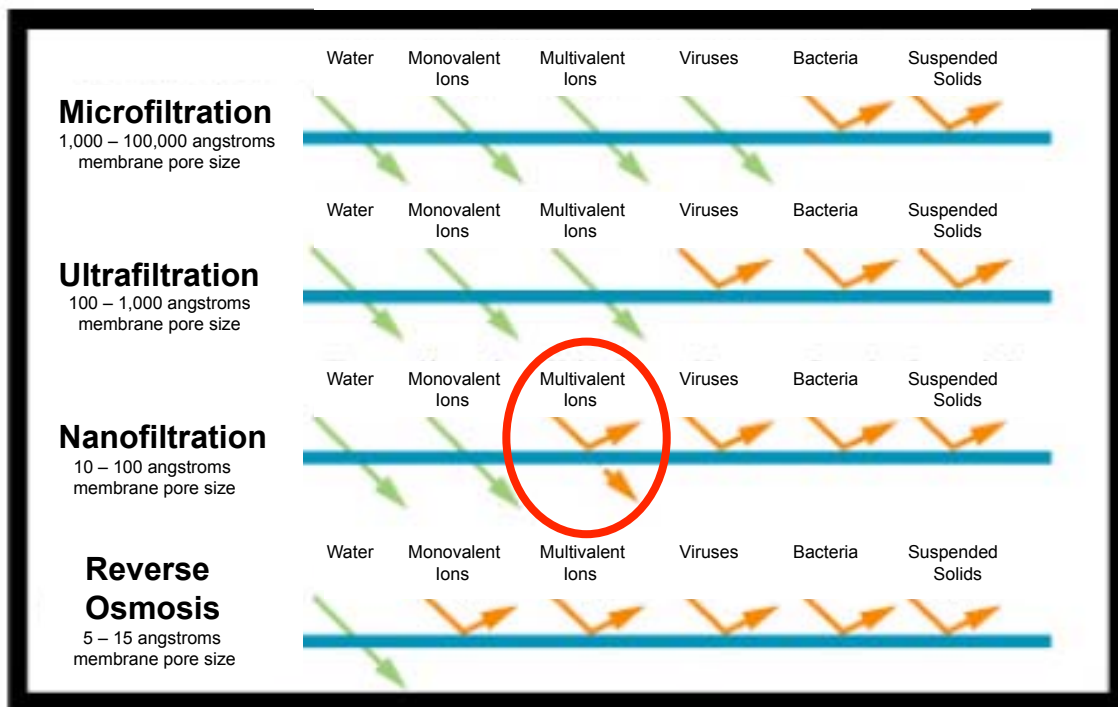 Water Monovalent Ions Multivalent Ions Viruses Bacteria Suspended Solids
Microfiltration
1,000 – 100,000 angstroms
membrane pore size
Water Monovalent Ions Multivalent Ions Viruses Bacteria Suspended Solids
Ultrafiltration
100 – 1,000 angstroms
membrane pore size
Water Monovalent Ions Multivalent Ions Viruses Bacteria Suspended Solids
Nanofiltration
10 – 100 angstroms
membrane pore size
Water Monovalent Ions Multivalent Ions Viruses Bacteria Suspended Solids
Reverse
Osmosis
5 – 15 angstroms
membrane pore size